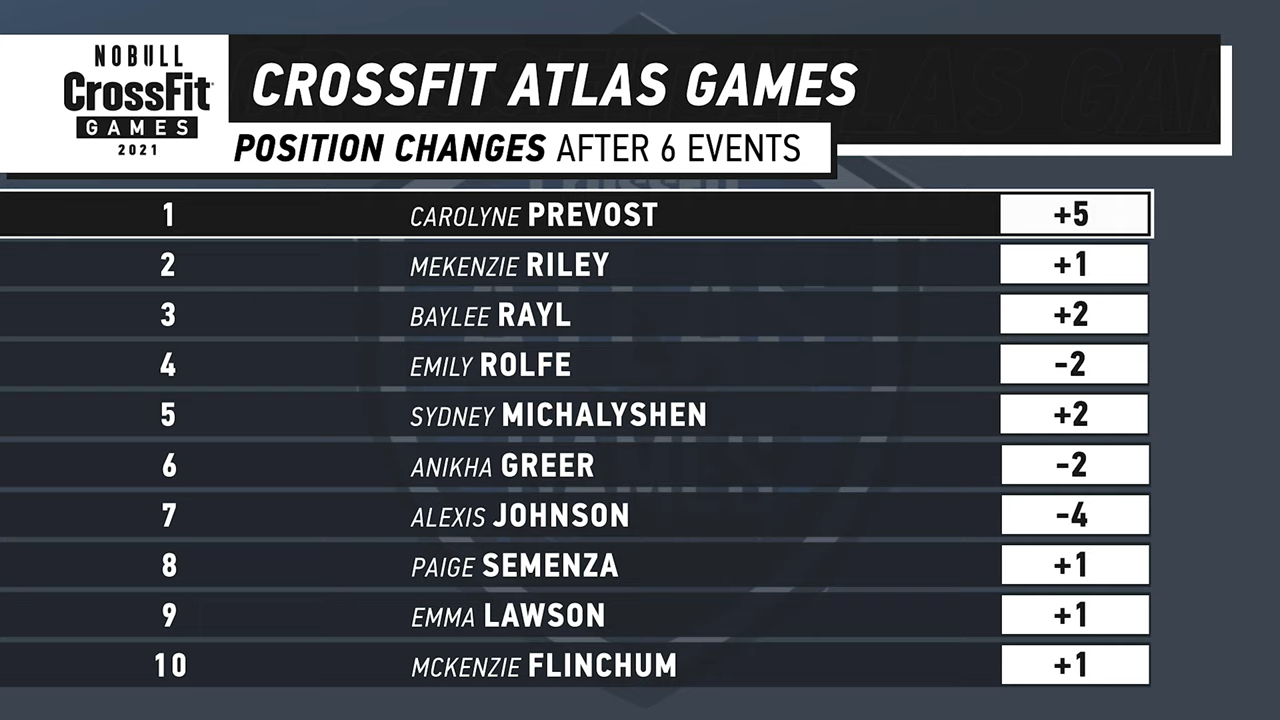 NOBULL
CrossFit
GAMES
2021
CROSSFIT ATLAS GAMES
POSITION CHANGES AFTER 6 EVENTS
1 CAROLYNE PREVOST +5
2 MEKENZIE RILEY +1
3 BAYLEE RAYL +2
4 EMILY ROLFE -2
5 SYDNEY MICHALYSHEN +2
6 ANIKHA GREER -2
7 ALEXIS JOHNSON -4
8 PAIGE SEMENZA +1
9 EMMA LAWSON +1
10 MCKENZIE FLINCHUM +1